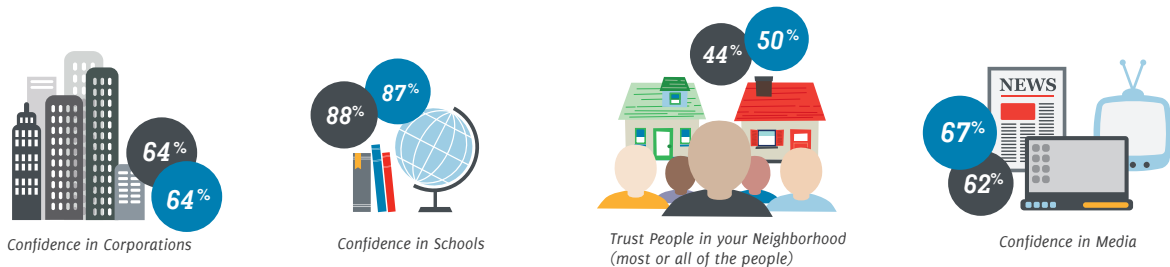 64%
64%
Confidence in Corporations
88%
87%
Confidence in Schools
44%
50%
Trust People in your Neighborhood
(most or all of the people)
NEWS
67%
62%
Confidence in Media